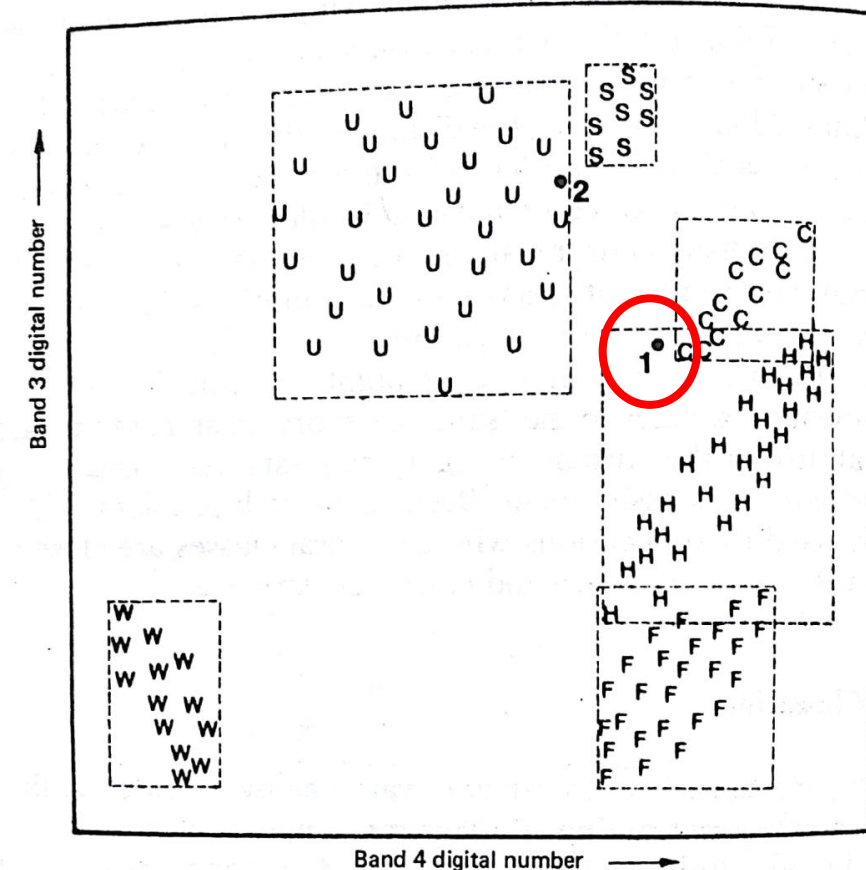 Band 3 digital number
U
U
U
U U U U
U U U
U U
U U U U U
U U U U U
U U
U U
U U U U
U
2
S
S S
S S
S
S S
C
C C
C C
C C
C C
C
C C
1
H
H H
H H
H H
H H
H H
H
H H H
H H
H
H H
H
H H
H
H
H
F F
F
F F F
F F
F F
F F F
F F F
F
F F F
F F
F F
F
F
W
W W
W W
W
W W
W W
W
W
W
Band 4 digital number